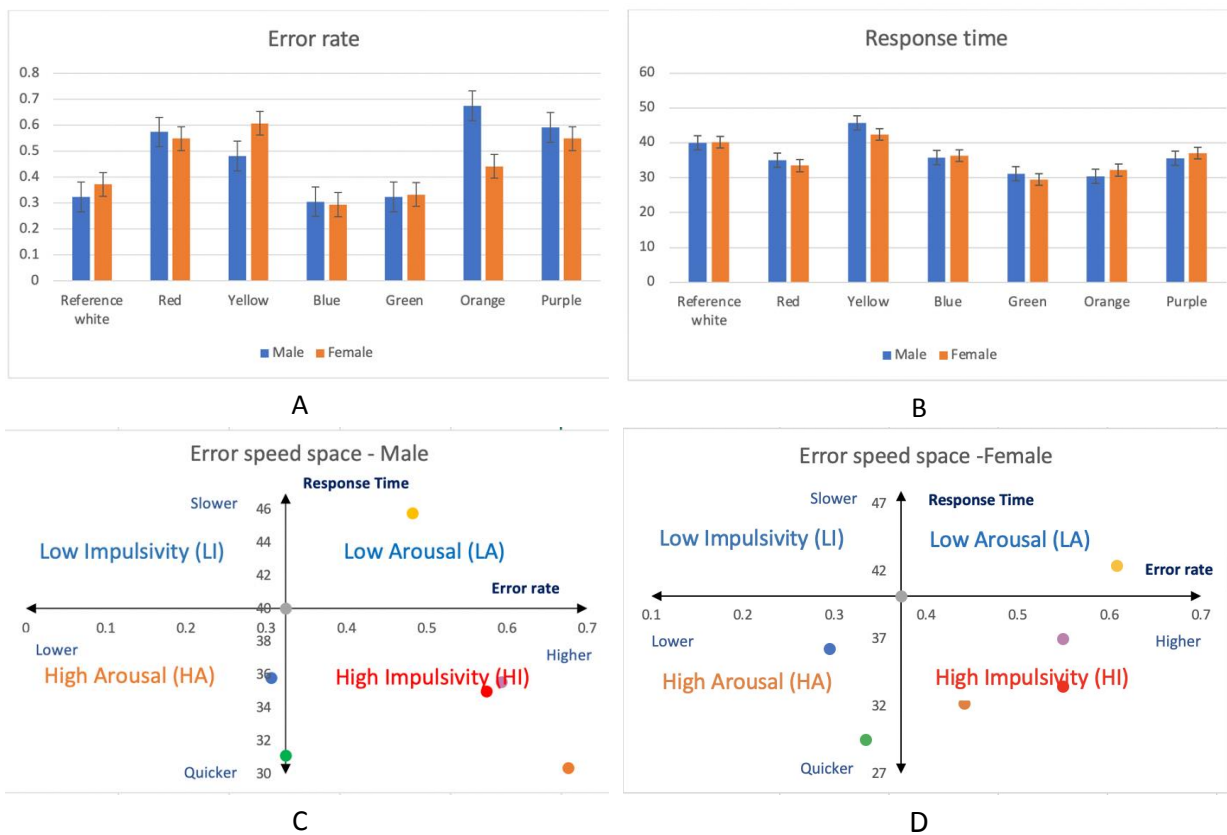 Error rate
0.8
0.7
0.6
0.5
0.4
0.3
0.2
0.1
0
Reference white
Red
Yellow
Blue
Green
Orange
Purple
Male
Female
A
Response time
60
50
40
30
20
10
0
Reference white
Red
Yellow
Blue
Green
Orange
Purple
Male
Female
B
Error speed space - Male
Response Time
Slower
46
44
42
40
38
36
34
32
30
Low Impulsivity (LI)
Low Arousal (LA)
Error rate
0
0.1
0.2
0.3
0.4
0.5
0.6
0.7
Lower
Higher
High Arousal (HA)
High Impulsivity (HI)
Quicker
C
Error speed space -Female
Slower
Response Time
47
42
37
32
27
Low Impulsivity (LI)
Low Arousal (LA)
Error rate
0.1
0.2
0.3
0.4
0.5
0.6
0.7
Lower
Higher
High Arousal (HA)
High Impulsivity (HI)
Quicker
D